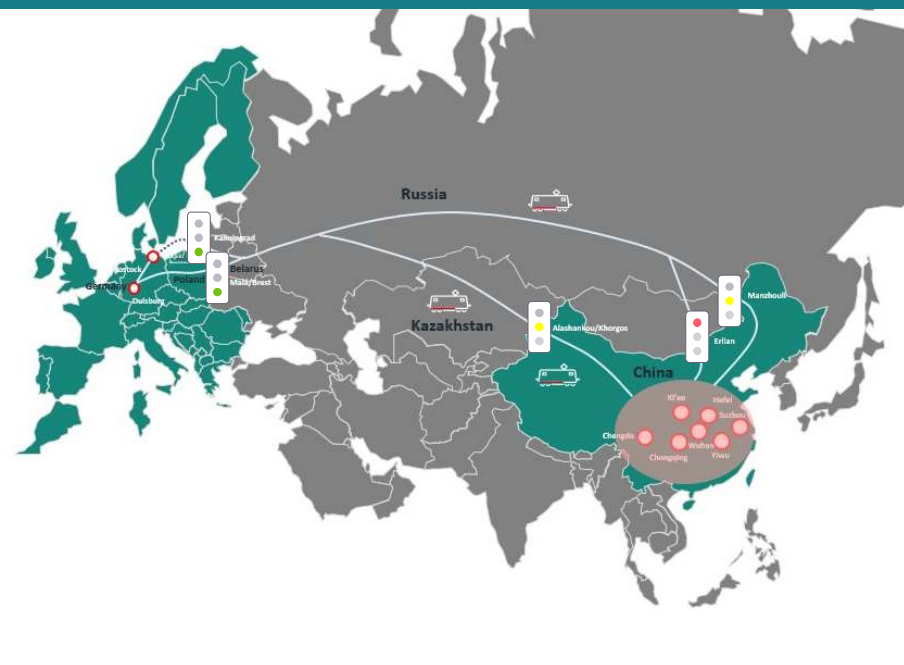 Russia
Kaliningrad
Belarus
Mala/Brest
Poland
Germany
Duisburg
Kazakhstan
Alashankou/Khorgos
Manzhouli
Erlian
China
Xi'an
Hefei
Suzhou
Chengdu
Wuhan
Yiwu
Chongqing